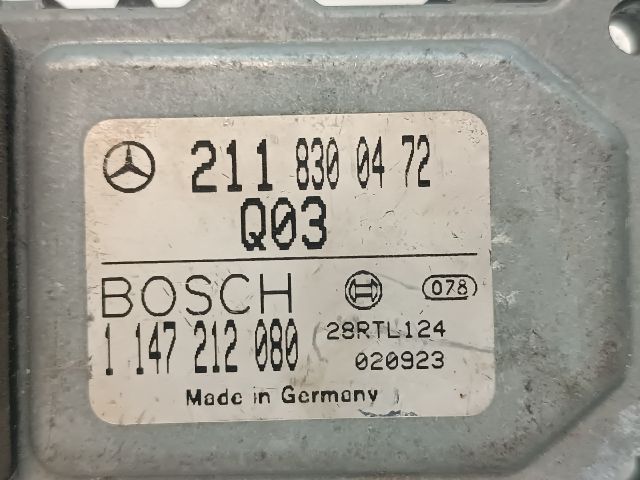 211 830 04 72
Q03
BOSCH 078
1 147 212 080 28RTL124
020923
Made in Germany